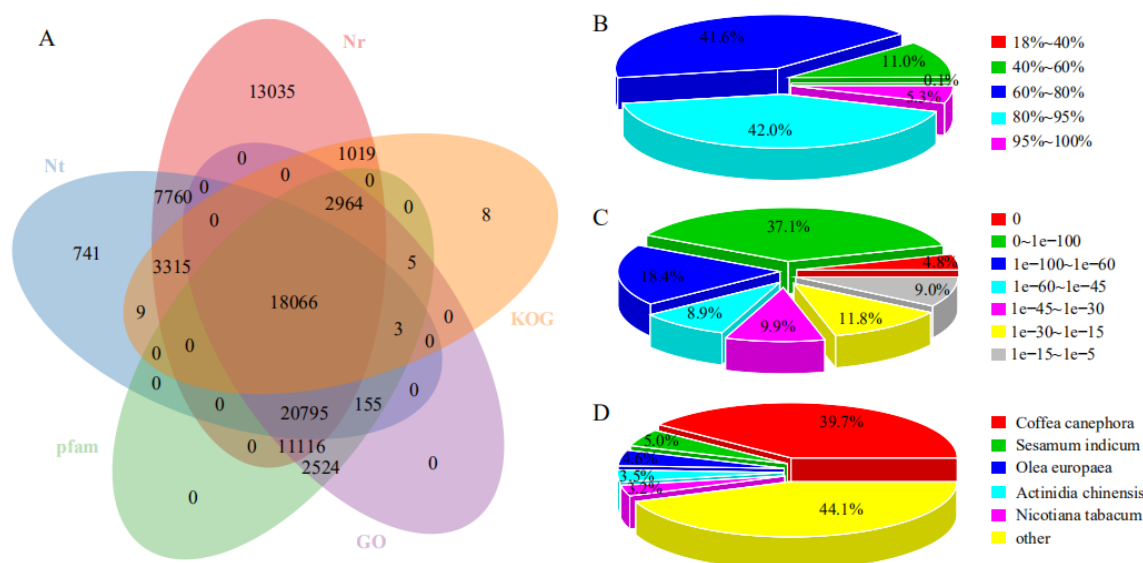 A
Nr
13035
Nt
KOG
pfam
GO
0
1019
0
0
7760
0
2964
0
8
0
741
3315
5
18066
9
0
3
0
0
0
0
0
0
20795
155
0
11116
2524
0
0
B
41.6%
11.0%
0.1%
5.3%
42.0%
18%~40%
40%~60%
60%~80%
80%~95%
95%~100%
C
37.1%
4.8%
18.4%
9.0%
8.9%
9.9%
11.8%
0
0~1e−100
1e−100~1e−60
1e−60~1e−45
1e−45~1e−30
1e−30~1e−15
1e−15~1e−5
D
39.7%
5.0%
4.6%
3.5%
3.2%
44.1%
Coffea canephora
Sesamum indicum
Olea europaea
Actinidia chinensis
Nicotiana tabacum
other